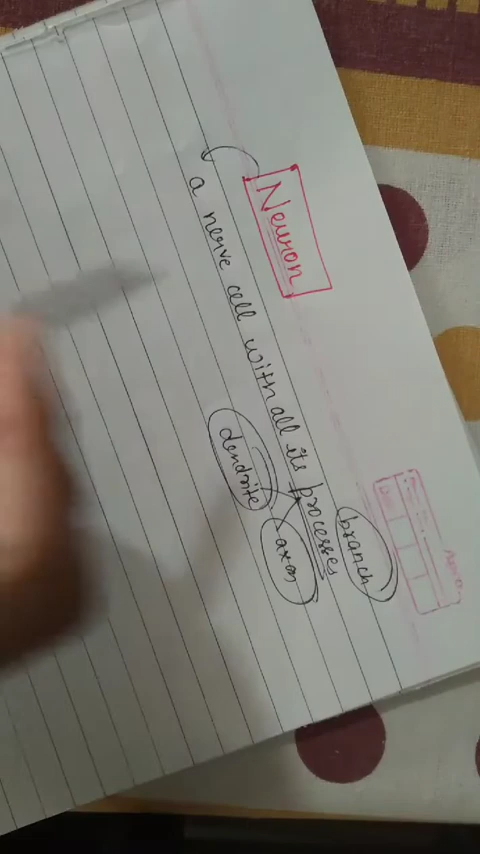 Neuron
branch
a nerve cell with all its processes
dendrite
axon